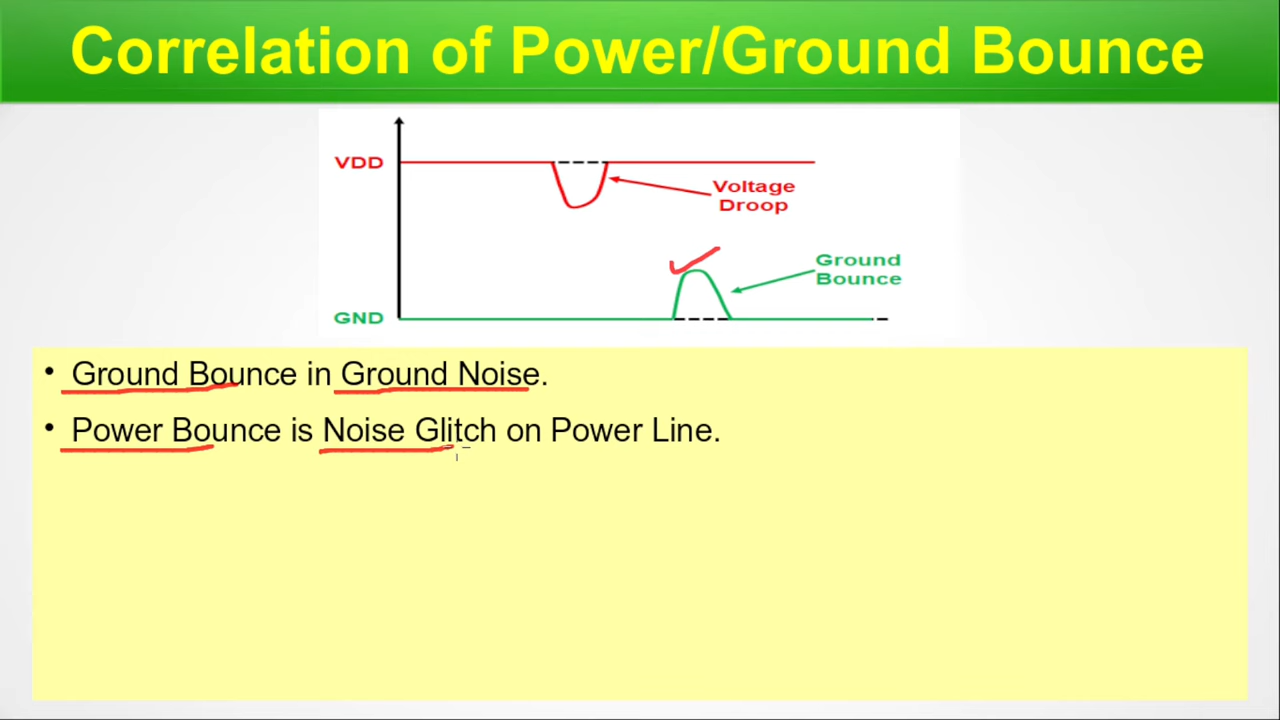 Correlation of Power/Ground Bounce
VDD
Voltage
Droop
Ground
Bounce
GND
• Ground Bounce in Ground Noise.
• Power Bounce is Noise Glitch on Power Line.